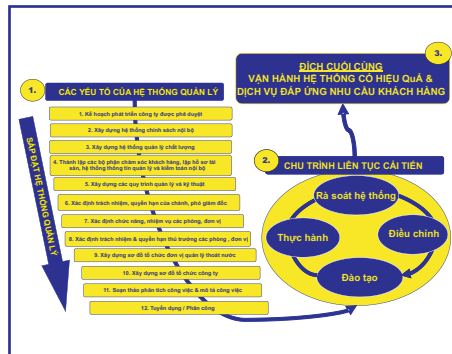 1.
CÁC YẾU TỐ CỦA HỆ THỐNG QUẢN LÝ
1. Kế hoạch phát triển công ty được phê duyệt
2. Xây dựng hệ thống chính sách nội bộ
3. Xây dựng hệ thống quản lý chất lượng
4. Thành lập các bộ phận chăm sóc khách hàng, lập hồ sơ tài
sản, hệ thông thông tin quản lý và kiểm toán nội bộ
5. Xây dựng các quy trình quản lý và kỹ thuật
6. Xác định trách nhiệm, quyền hạn của chánh, phó giám đốc
7. Xác định chức năng, nhiệm vụ các phòng, đơn vị
8. Xác định trách nhiệm & quyền hạn thủ trưởng các phòng , đơn vị
9. Xây dựng sơ đồ tổ chức đơn vị quản lý thoát nước
10. Xây dựng sơ đồ tổ chức công ty
11. Soạn thảo phân tích công việc & mô tả công việc
12. Tuyển dụng / Phân công
SẮP ĐẶT HỆ THỐNG QUẢN LÝ
3.
ĐÍCH CUỐI CÙNG
VẬN HÀNH HỆ THỐNG CÓ HIỆU QuẢ &
DỊCH VỤ ĐÁP ỨNG NHU CẦU KHÁCH HÀNG
2.
CHU TRÌNH LIÊN TỤC CẢI TIẾN
Rà soát hệ thống
Thực hành
Điều chỉnh
Đào tạo